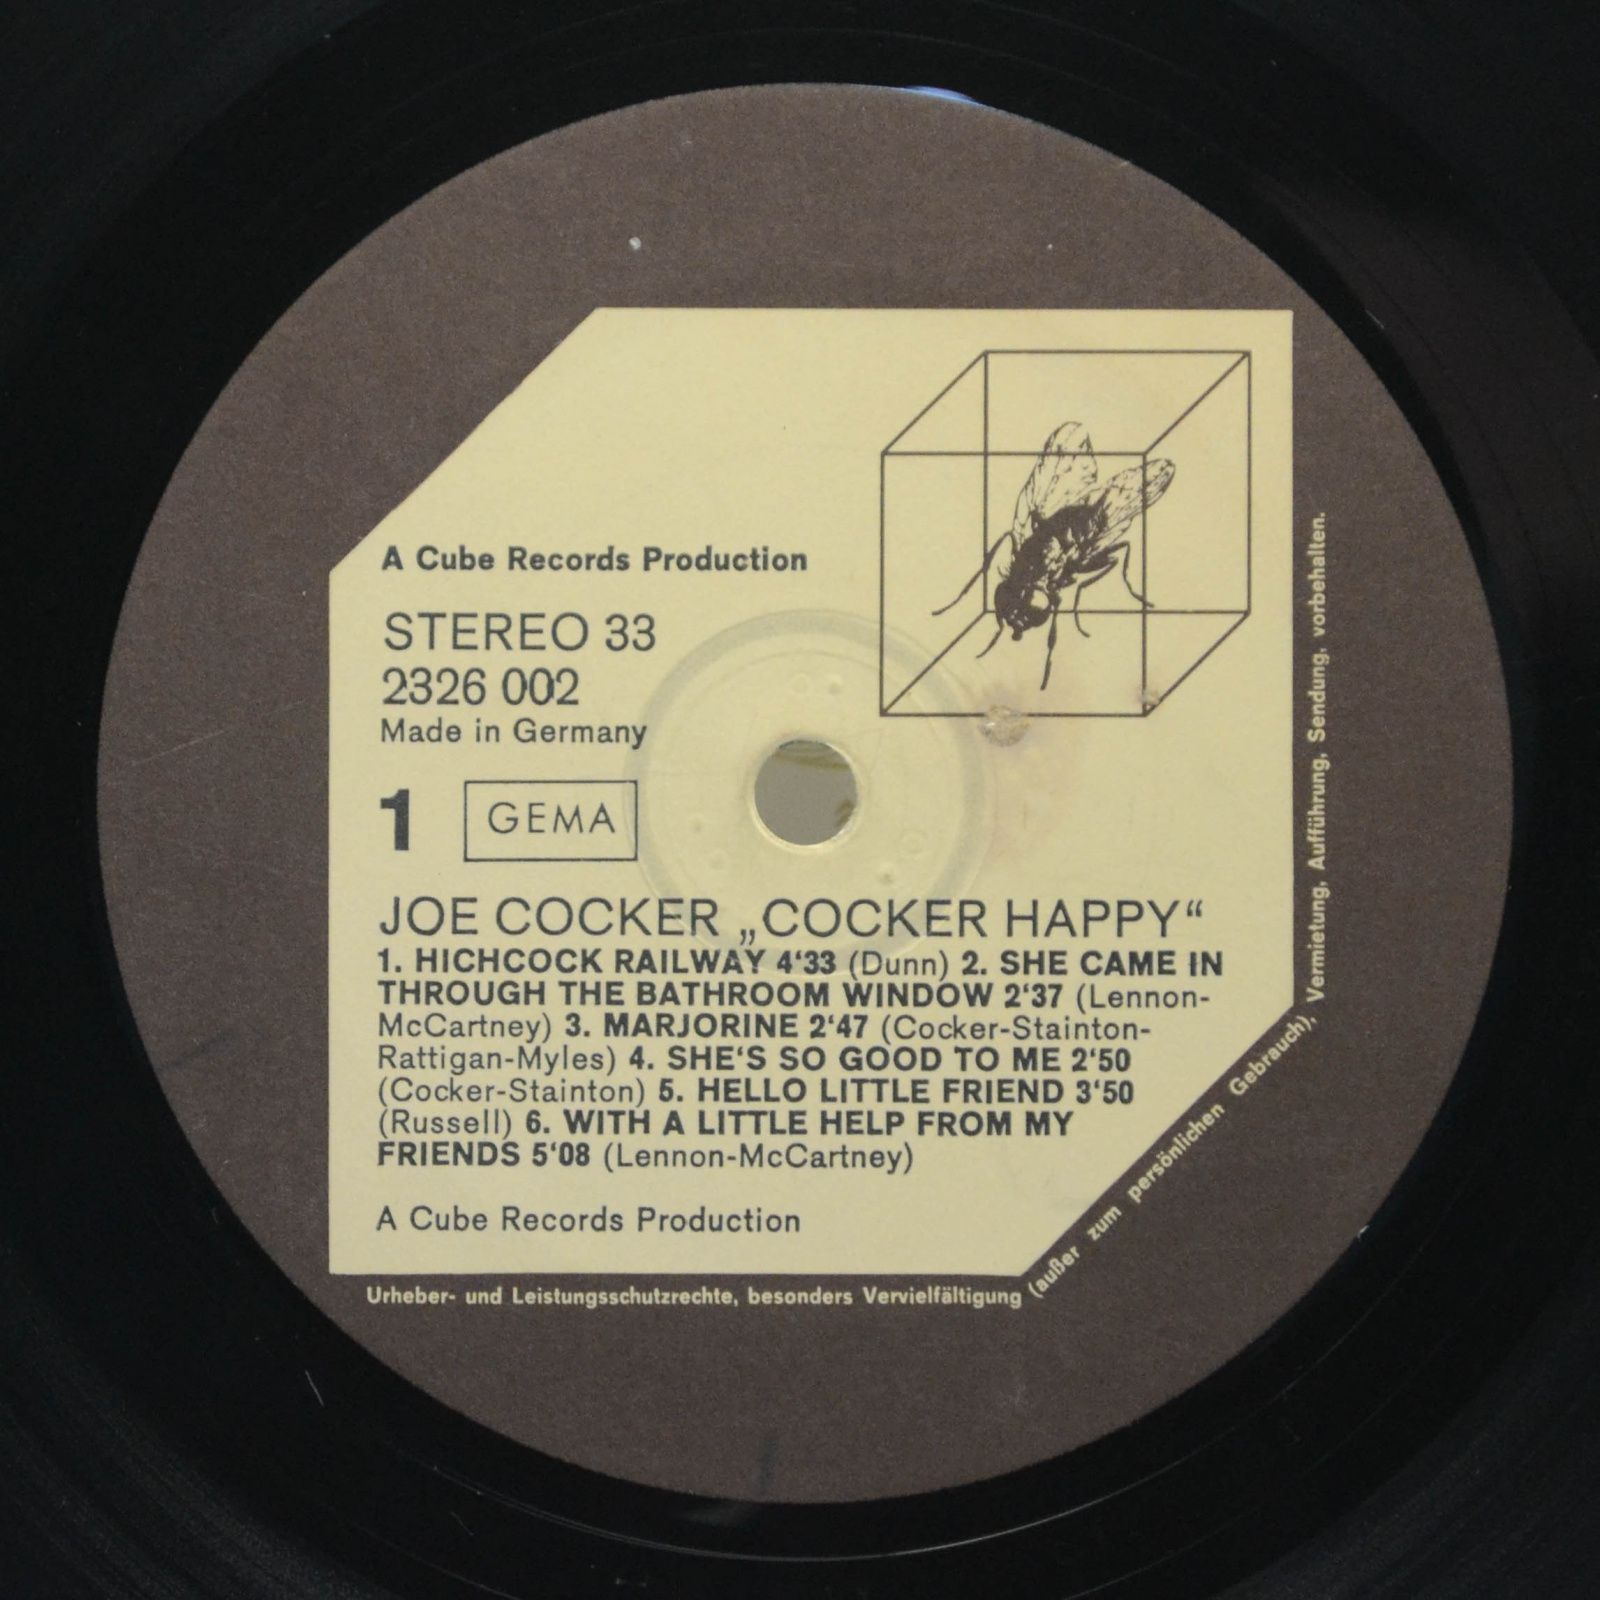 A Cube Records Production
STEREO 33
2326 002
Made in Germany
1 GEMA
JOE COCKER „COCKER HAPPY“
1. HICHCOCK RAILWAY 4‘33 (Dunn) 2. SHE CAME IN
THROUGH THE BATHROOM WINDOW 2‘37 (Lennon-
McCartney) 3. MARJORINE 2‘47 (Cocker-Stainton-
Rattigan-Myles) 4. SHE‘S SO GOOD TO ME 2‘50
(Cocker-Stainton) 5. HELLO LITTLE FRIEND 3‘50
(Russell) 6. WITH A LITTLE HELP FROM MY
FRIENDS 5‘08 (Lennon-McCartney)
A Cube Records Production
Urheber- und Leistungsschutzrechte, besonders Vervielfältigung (außer zum persönlichen Gebrauch), Vermietung, Aufführung, Sendung, vorbehalten.